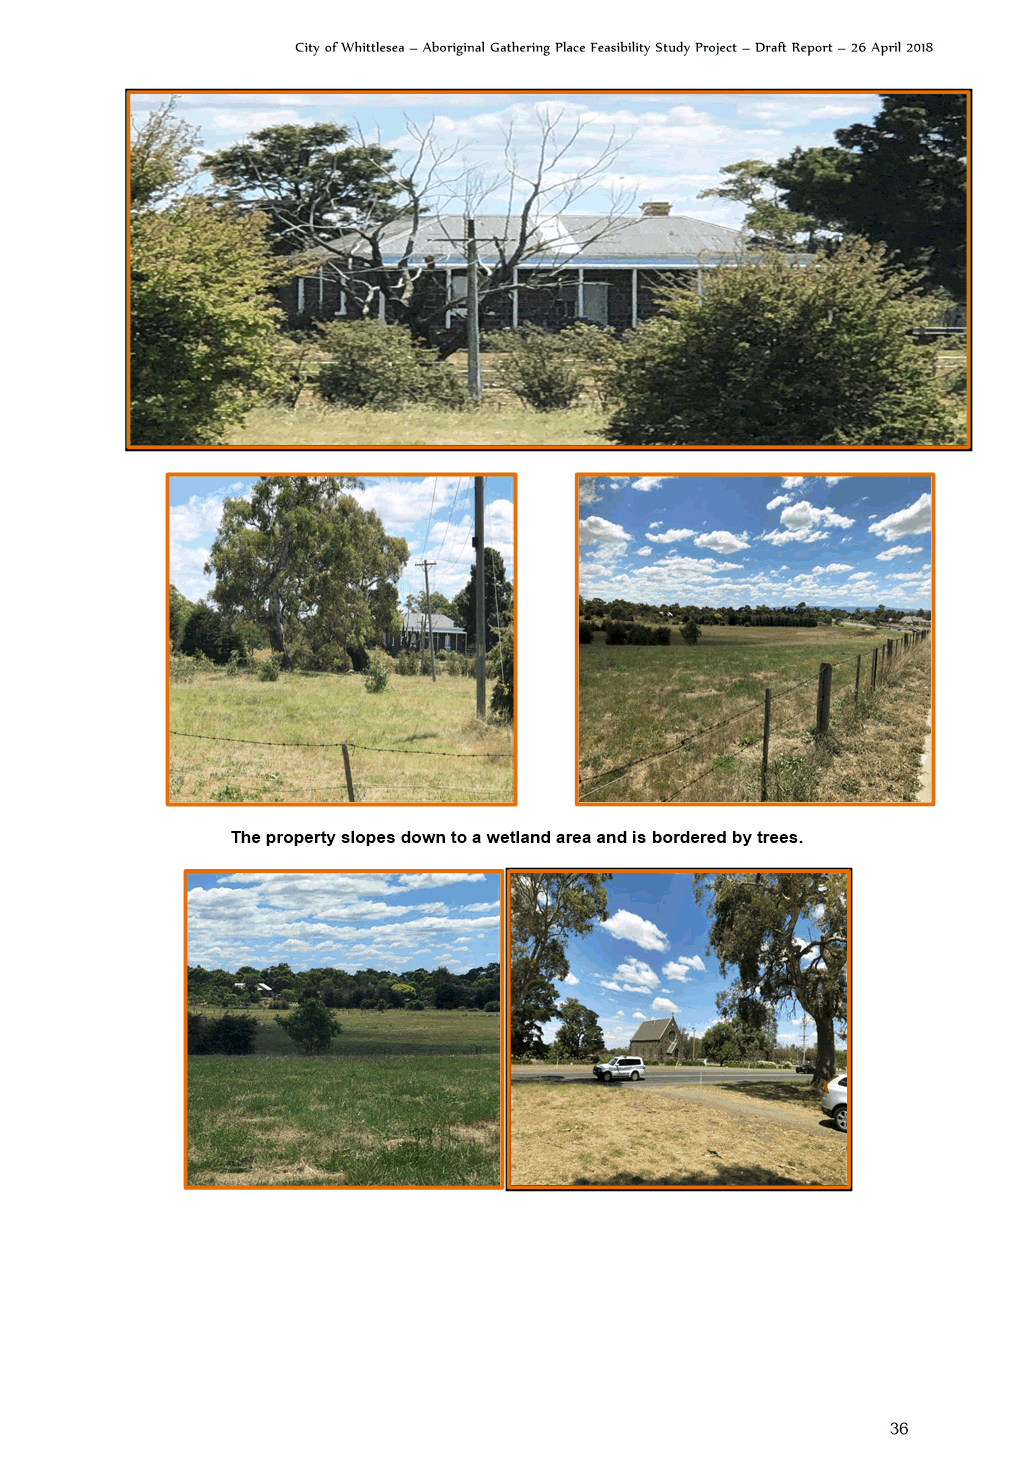 City of Whittlesea – Aboriginal Gathering Place Feasibility Study Project – Draft Report – 26 April 2018
The property slopes down to a wetland area and is bordered by trees.
36